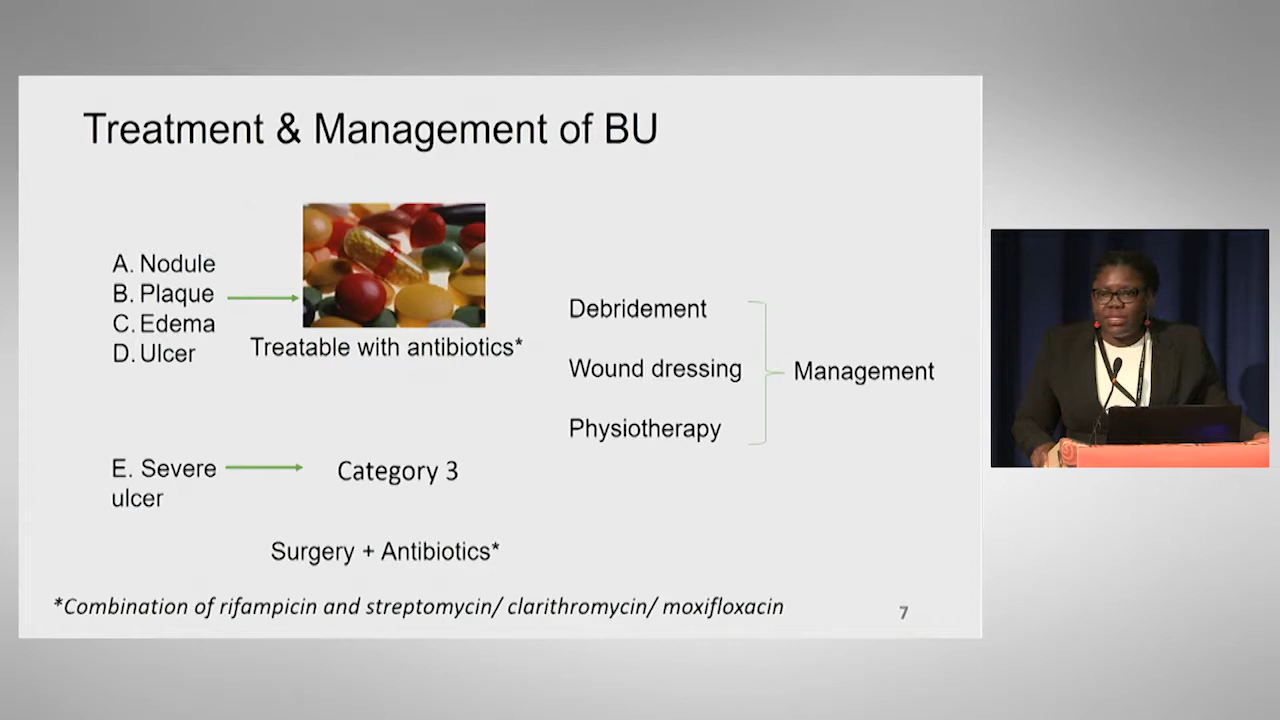 Treatment & Management of BU
A. Nodule
B. Plaque
C. Edema
D. Ulcer
Treatable with antibiotics*
Debridement
Wound dressing
Physiotherapy
Management
E. Severe
ulcer
Category 3
Surgery + Antibiotics*
*Combination of rifampicin and streptomycin/ clarithromycin/ moxifloxacin
7